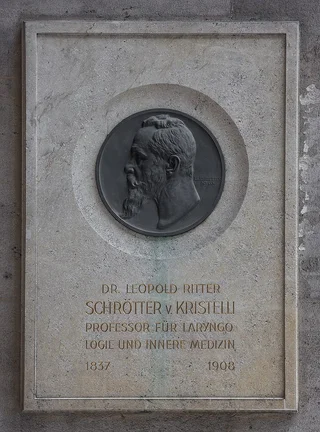 DR. LEOPOLD RITTER
SCHRÖTTER v. KRISTELLI
PROFESSOR FÜR LARYNGO-
LOGIE UND INNERE MEDIZIN
1837 1908